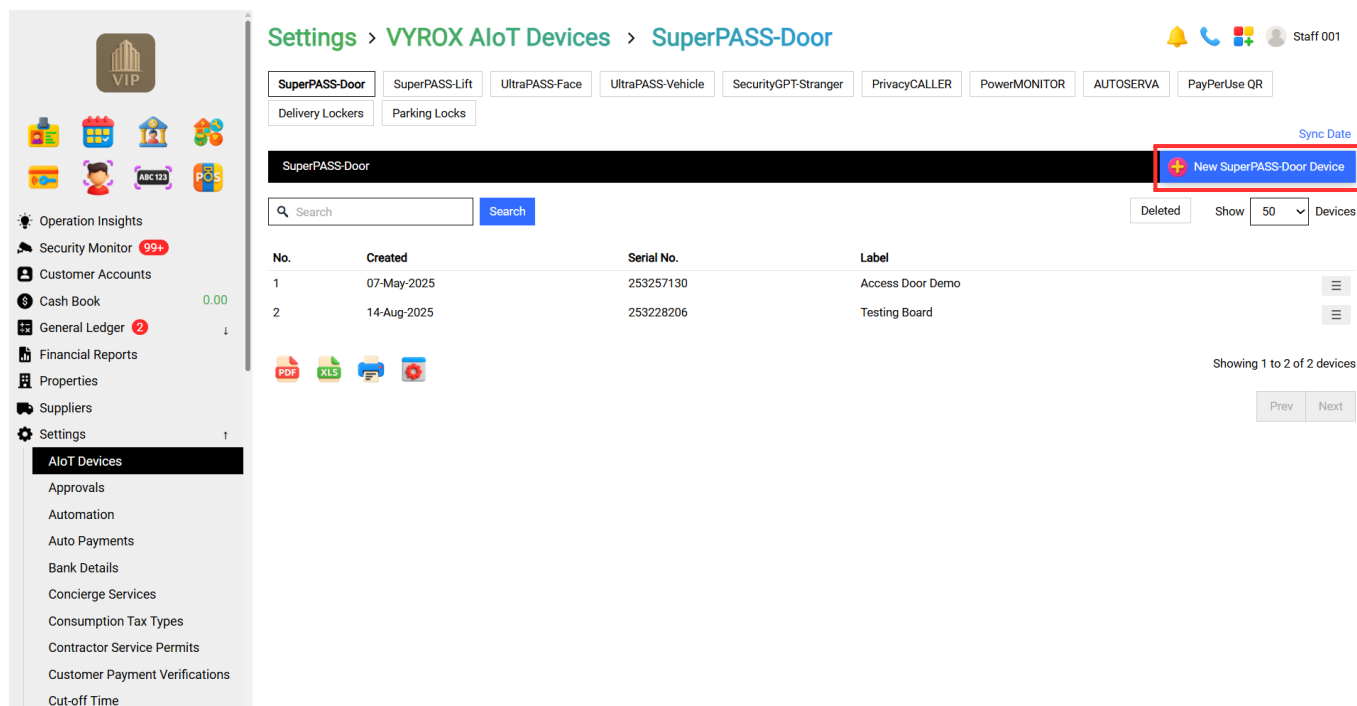 VIP
ABC 123
POS
Operation Insights
Security Monitor 99+
Customer Accounts
Cash Book 0.00
General Ledger 2 ↓
Financial Reports
Properties
Suppliers
Settings ↑
AIoT Devices
Approvals
Automation
Auto Payments
Bank Details
Concierge Services
Consumption Tax Types
Contractor Service Permits
Customer Payment Verifications
Cut-off Time
Settings › VYROX AIoT Devices › SuperPASS-Door
Staff 001
SuperPASS-Door SuperPASS-Lift UltraPASS-Face UltraPASS-Vehicle SecurityGPT-Stranger PrivacyCALLER PowerMONITOR AUTOSERVA PayPerUse QR
Delivery Lockers Parking Locks
Sync Date
SuperPASS-Door New SuperPASS-Door Device
Search Search Deleted Show 50 Devices
No. Created Serial No. Label
1 07-May-2025 253257130 Access Door Demo
2 14-Aug-2025 253228206 Testing Board
PDF XLS
Showing 1 to 2 of 2 devices
Prev Next